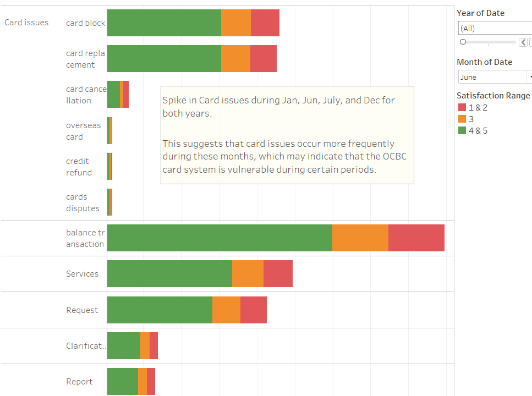 Card issues
card block
card repla
cement
card cance
llation
overseas
card
credit
refund
cards
disputes
balance tr
ansaction
Services
Request
Clarificat..
Report
Spike in Card issues during Jan, Jun, July, and Dec for
both years.
This suggests that card issues occur more frequently
during these months, which may indicate that the OCBC
card system is vulnerable during certain periods.
Year of Date
(All)
Month of Date
June
Satisfaction Range
1 & 2
3
4 & 5